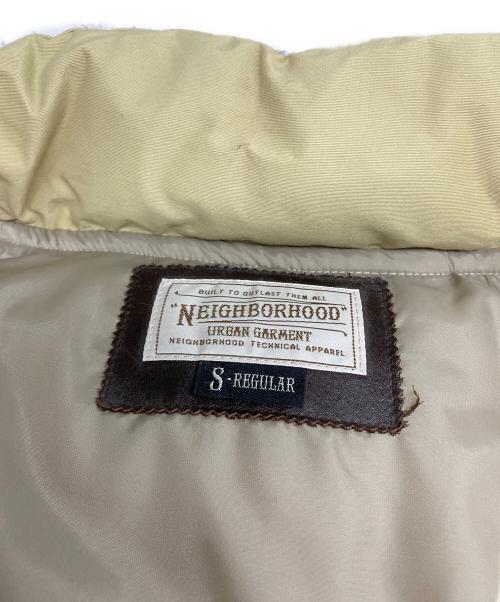 BUILT TO OUTLAST THEM ALL
"NEIGHBORHOOD"
URBAN GARMENT
NEIGHBORHOOD TECHNICAL APPAREL
S-REGULAR